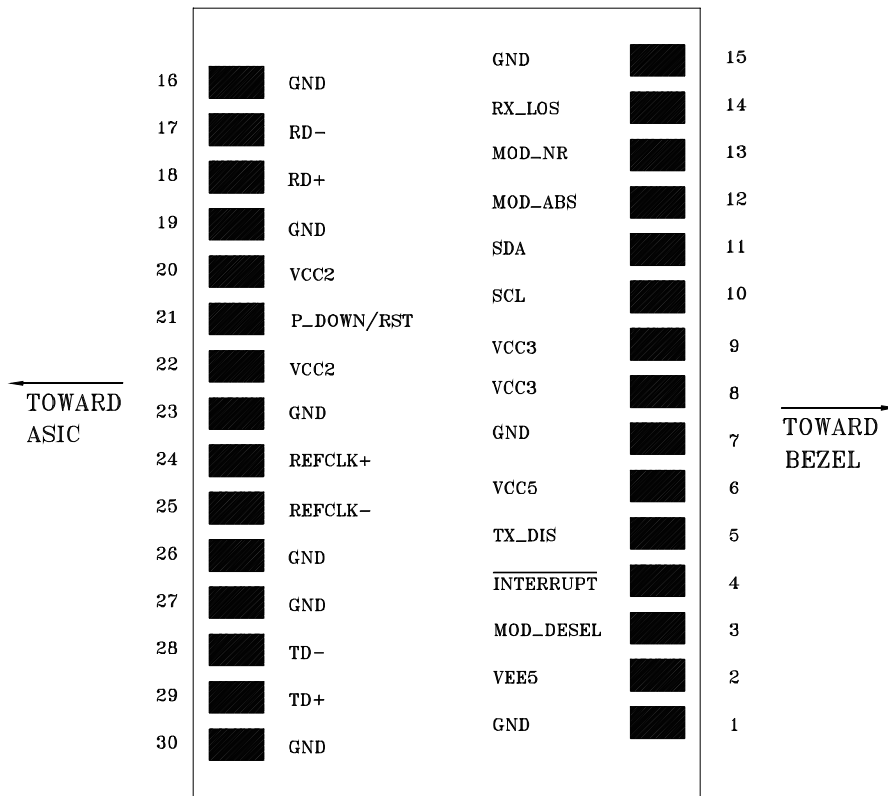 GND 15
16 GND
RX_LOS 14
17 RD−
MOD_NR 13
18 RD+
MOD_ABS 12
19 GND
SDA 11
20 VCC2
SCL 10
21 P_DOWN/RST
VCC3 9
22 VCC2
VCC3 8
TOWARD
ASIC
23 GND
GND 7
TOWARD
BEZEL
24 REFCLK+
VCC5 6
25 REFCLK−
TX_DIS 5
26 GND
INTERRUPT 4
27 GND
MOD_DESEL 3
28 TD−
VEE5 2
29 TD+
GND 1
30 GND